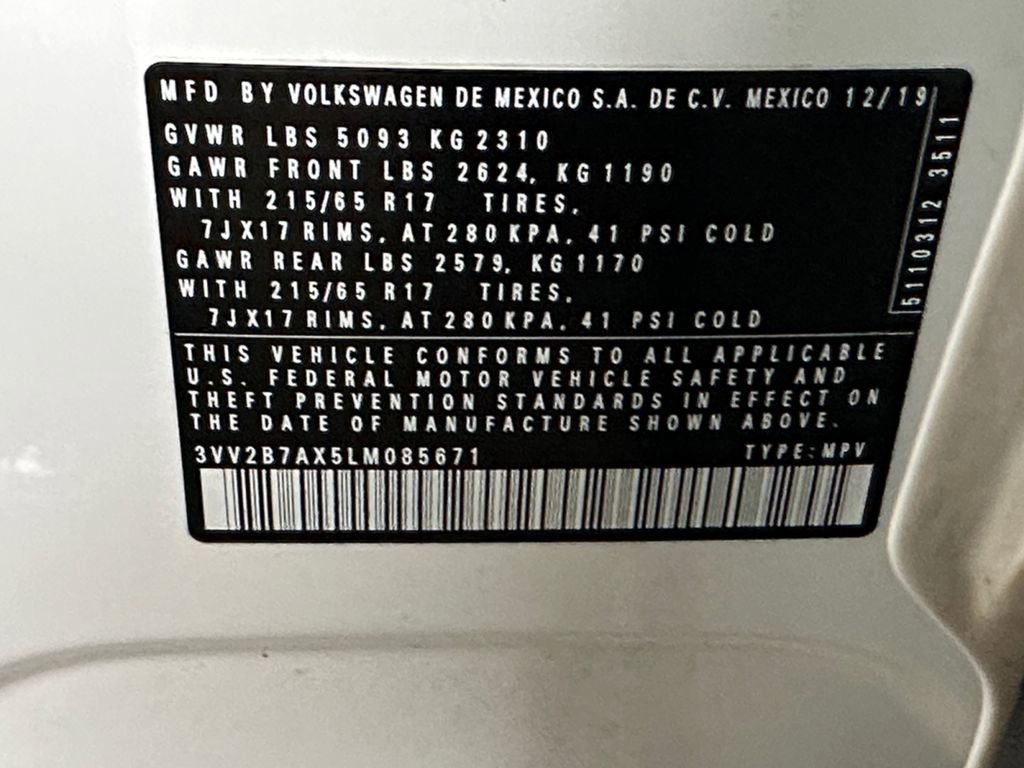 MFD BY VOLKSWAGEN DE MEXICO S.A. DE C.V. MEXICO 12/19
GVWR LBS 5093 KG 2310
GAWR FRONT LBS 2624, KG 1190
WITH 215/65 R17 TIRES,
7JX17 RIMS, AT 280 KPA, 41 PSI COLD
GAWR REAR LBS 2579, KG 1170
WITH 215/65 R17 TIRES,
7JX17 RIMS, AT 280 KPA, 41 PSI COLD
5110312 3511
THIS VEHICLE CONFORMS TO ALL APPLICABLE
U.S. FEDERAL MOTOR VEHICLE SAFETY AND
THEFT PREVENTION STANDARDS IN EFFECT ON
THE DATE OF MANUFACTURE SHOWN ABOVE.
3VV2B7AX5LM085671 TYPE:MPV